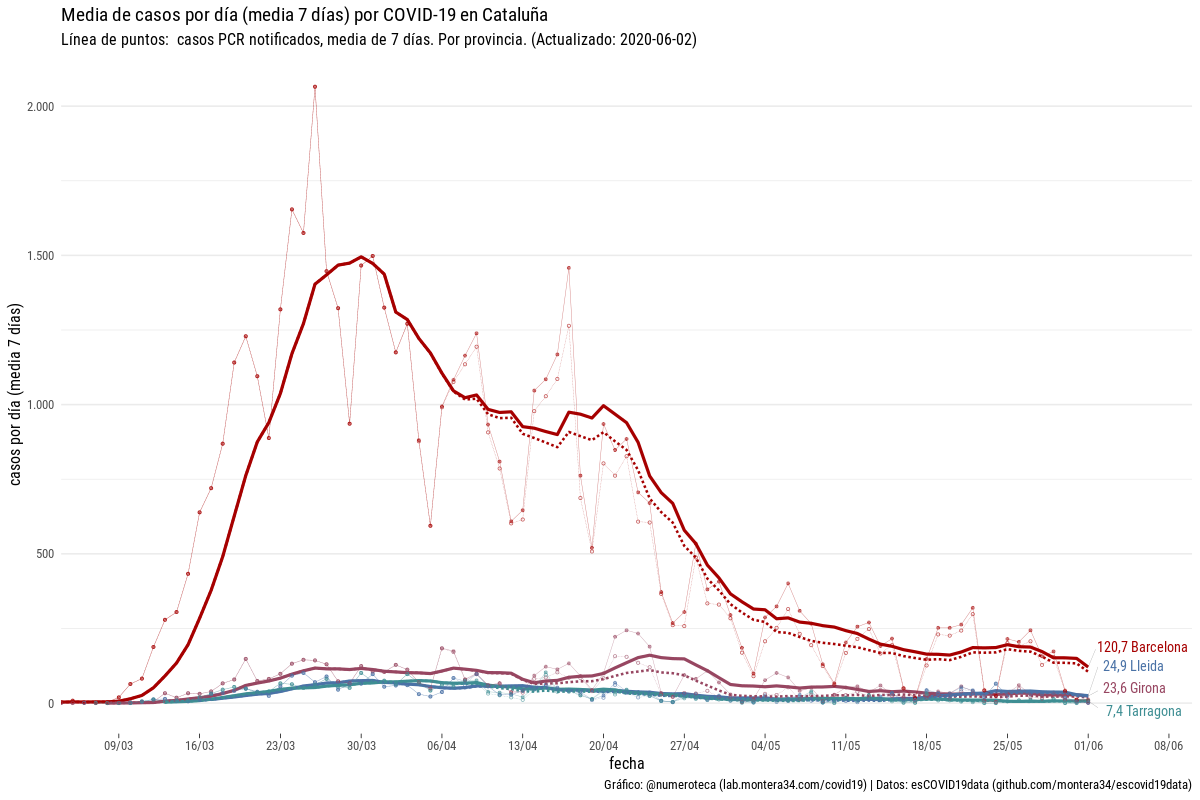 Media de casos por día (media 7 días) por COVID-19 en Cataluña
Línea de puntos:  casos PCR notificados, media de 7 días. Por provincia. (Actualizado: 2020-06-02)
casos por día (media 7 días)
2.000
1.500
1.000
500
0
120,7 Barcelona
24,9 Lleida
23,6 Girona
7,4 Tarragona
09/03
16/03
23/03
30/03
06/04
13/04
20/04
27/04
04/05
11/05
18/05
25/05
01/06
08/06
fecha
Gráfico: @numeroteca (lab.montera34.com/covid19) | Datos: esCOVID19data (github.com/montera34/escovid19data)